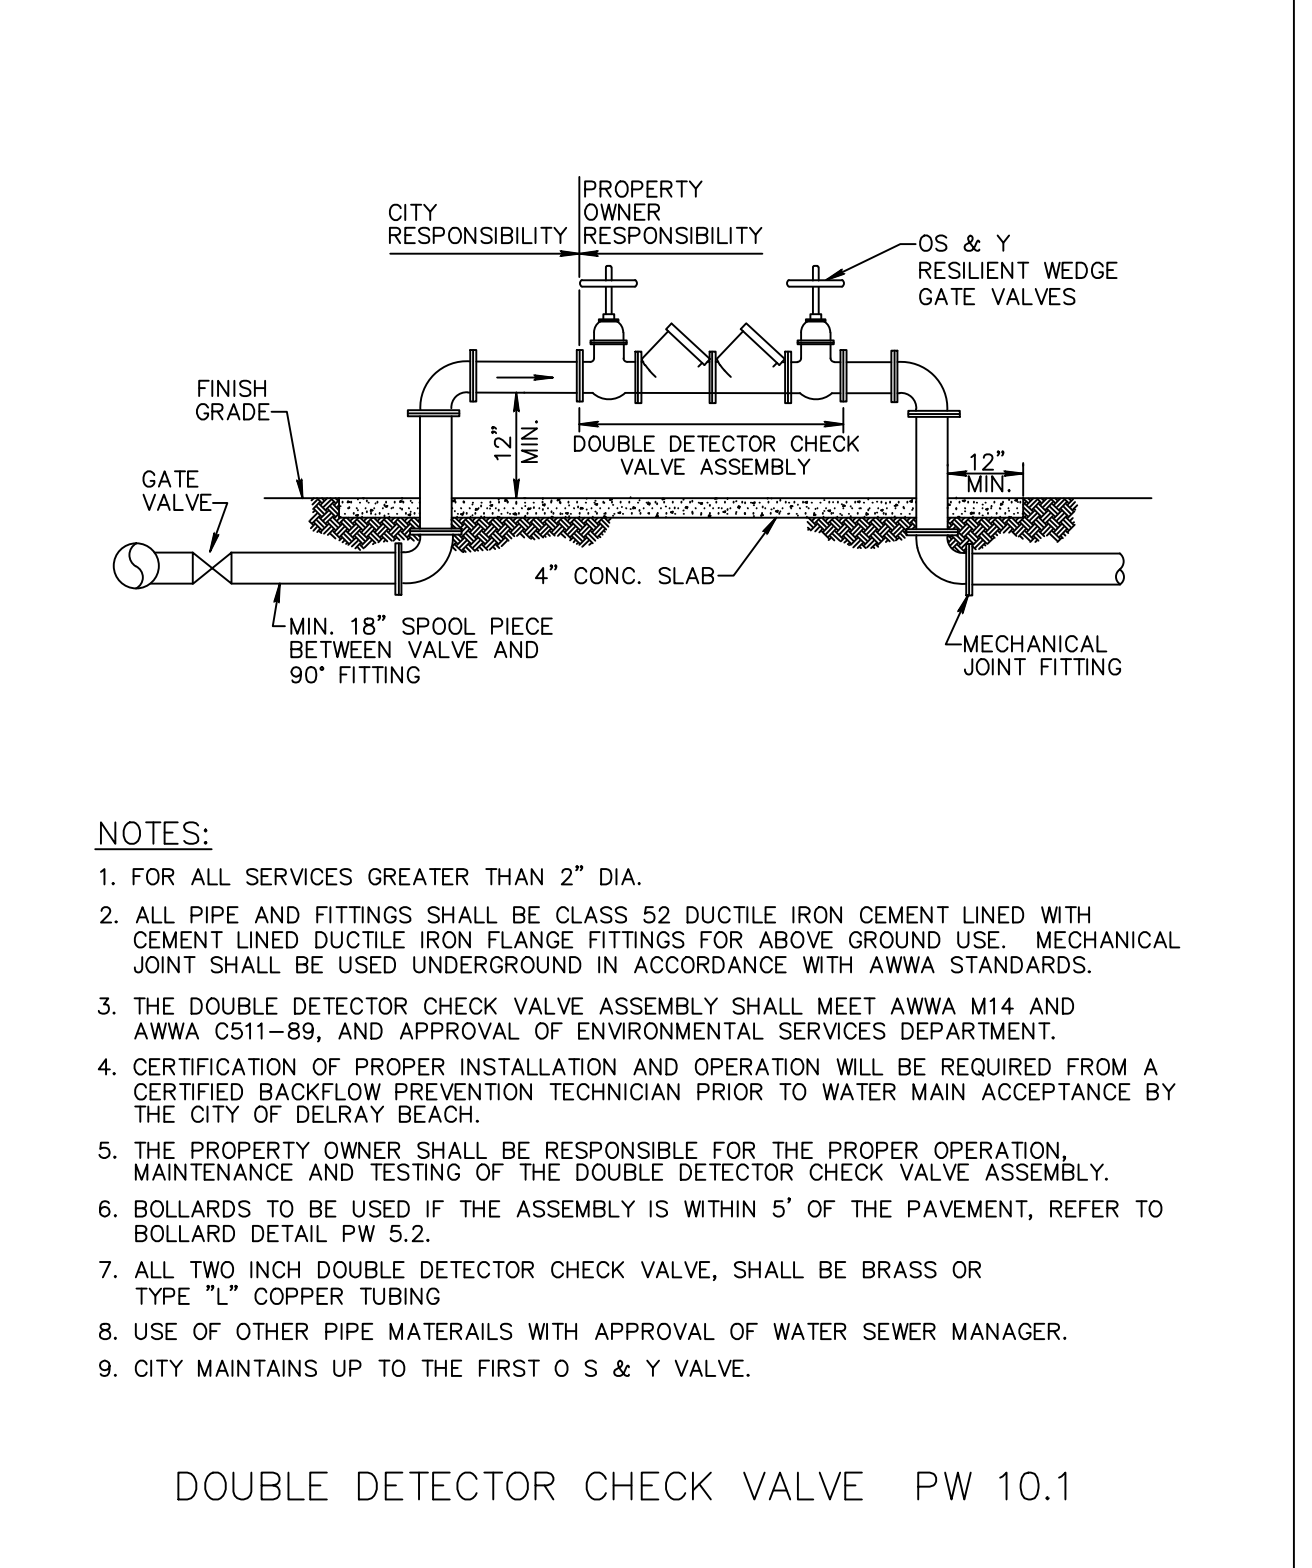 PROPERTY
OWNER
RESPONSIBILITY
CITY
RESPONSIBILITY
OS & Y
RESILIENT WEDGE
GATE VALVES
FINISH
GRADE
12"
MIN.
DOUBLE DETECTOR CHECK
VALVE ASSEMBLY
12"
MIN.
GATE
VALVE
4" CONC. SLAB
MIN. 18" SPOOL PIECE
BETWEEN VALVE AND
90° FITTING
MECHANICAL
JOINT FITTING
NOTES:
1. FOR ALL SERVICES GREATER THAN 2" DIA.
2. ALL PIPE AND FITTINGS SHALL BE CLASS 52 DUCTILE IRON CEMENT LINED WITH
CEMENT LINED DUCTILE IRON FLANGE FITTINGS FOR ABOVE GROUND USE. MECHANICAL
JOINT SHALL BE USED UNDERGROUND IN ACCORDANCE WITH AWWA STANDARDS.
3. THE DOUBLE DETECTOR CHECK VALVE ASSEMBLY SHALL MEET AWWA M14 AND
AWWA C511-89, AND APPROVAL OF ENVIRONMENTAL SERVICES DEPARTMENT.
4. CERTIFICATION OF PROPER INSTALLATION AND OPERATION WILL BE REQUIRED FROM A
CERTIFIED BACKFLOW PREVENTION TECHNICIAN PRIOR TO WATER MAIN ACCEPTANCE BY
THE CITY OF DELRAY BEACH.
5. THE PROPERTY OWNER SHALL BE RESPONSIBLE FOR THE PROPER OPERATION,
MAINTENANCE AND TESTING OF THE DOUBLE DETECTOR CHECK VALVE ASSEMBLY.
6. BOLLARDS TO BE USED IF THE ASSEMBLY IS WITHIN 5' OF THE PAVEMENT, REFER TO
BOLLARD DETAIL PW 5.2.
7. ALL TWO INCH DOUBLE DETECTOR CHECK VALVE, SHALL BE BRASS OR
TYPE "L" COPPER TUBING
8. USE OF OTHER PIPE MATERAILS WITH APPROVAL OF WATER SEWER MANAGER.
9. CITY MAINTAINS UP TO THE FIRST O S & Y VALVE.
DOUBLE DETECTOR CHECK VALVE PW 10.1